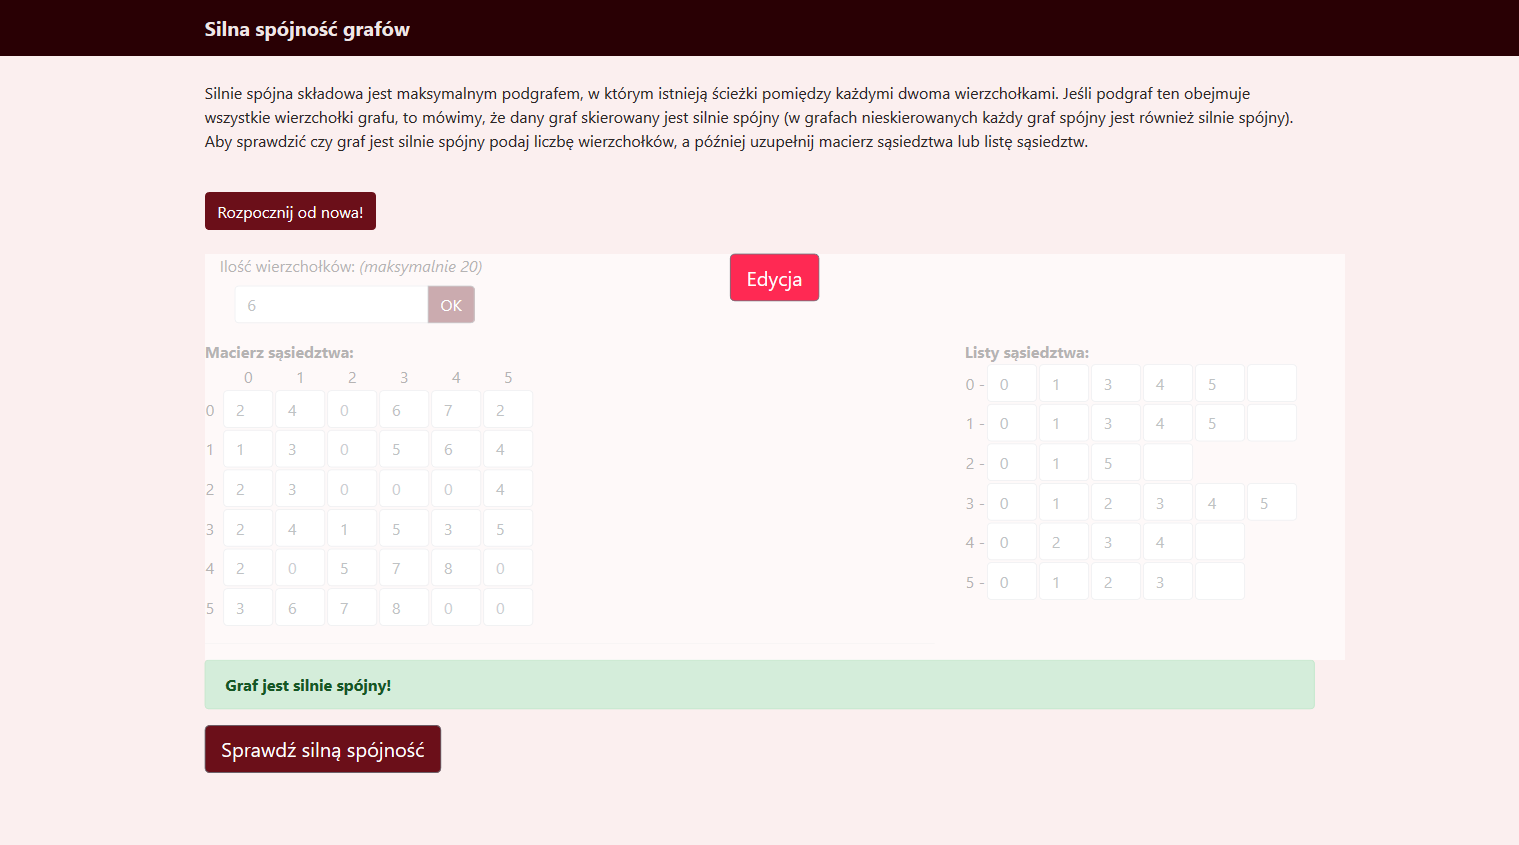 Silna spójność grafów
Silnie spójna składowa jest maksymalnym podgrafem, w którym istnieją ścieżki pomiędzy każdymi dwoma wierzchołkami. Jeśli podgraf ten obejmuje
wszystkie wierzchołki grafu, to mówimy, że dany graf skierowany jest silnie spójny (w grafach nieskierowanych każdy graf spójny jest również silnie spójny).
Aby sprawdzić czy graf jest silnie spójny podaj liczbę wierzchołków, a później uzupełnij macierz sąsiedztwa lub listę sąsiedztw.
Rozpocznij od nowa!
Ilość wierzchołków: (maksymalnie 20)
Edycja
6 OK
Macierz sąsiedztwa:
0 1 2 3 4 5
0 2 4 0 6 7 2
1 1 3 0 5 6 4
2 2 3 0 0 0 4
3 2 4 1 5 3 5
4 2 0 5 7 8 0
5 3 6 7 8 0 0
Listy sąsiedztwa:
0 - 0 1 3 4 5
1 - 0 1 3 4 5
2 - 0 1 5
3 - 0 1 2 3 4 5
4 - 0 2 3 4
5 - 0 1 2 3
Graf jest silnie spójny!
Sprawdź silną spójność